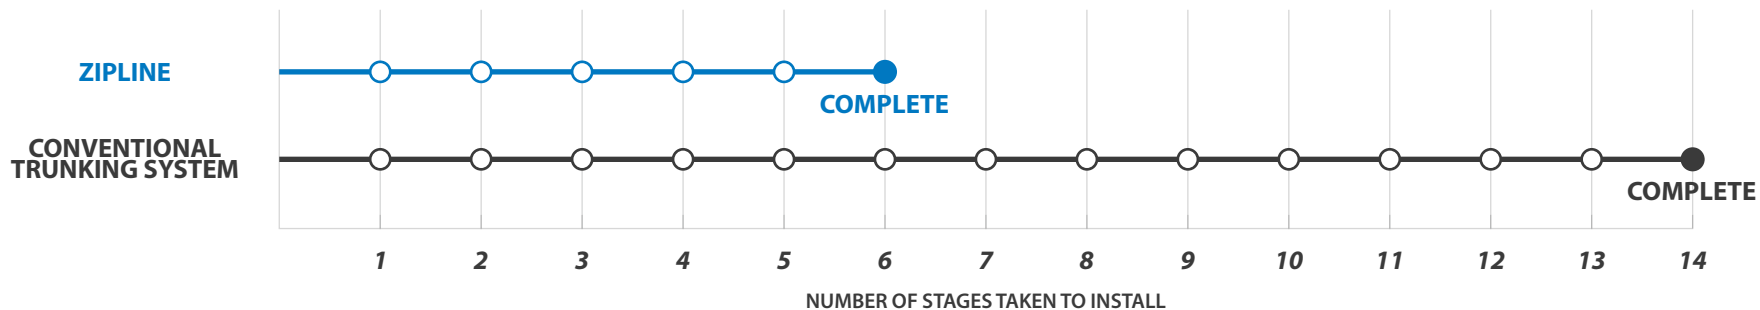 ZIPLINE
COMPLETE
CONVENTIONAL
TRUNKING SYSTEM
COMPLETE
1 2 3 4 5 6 7 8 9 10 11 12 13 14
NUMBER OF STAGES TAKEN TO INSTALL